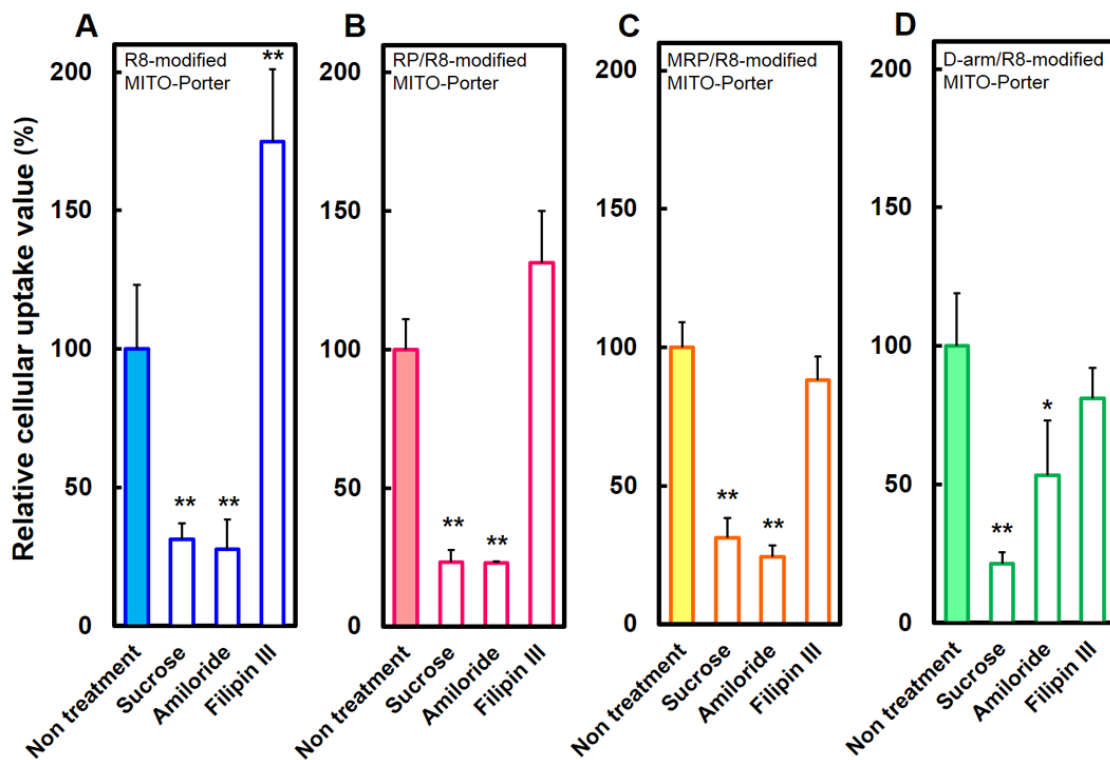 A
B
C
D
R8-modified
MITO-Porter
RP/R8-modified
MITO-Porter
MRP/R8-modified
MITO-Porter
D-arm/R8-modified
MITO-Porter
Relative cellular uptake value (%)
200
150
100
50
0
**
**
**
Non treatment
Sucrose
Amiloride
Filipin III
200
150
100
50
0
**
**
Non treatment
Sucrose
Amiloride
Filipin III
200
150
100
50
0
**
**
Non treatment
Sucrose
Amiloride
Filipin III
200
150
100
50
0
**
*
Non treatment
Sucrose
Amiloride
Filipin III